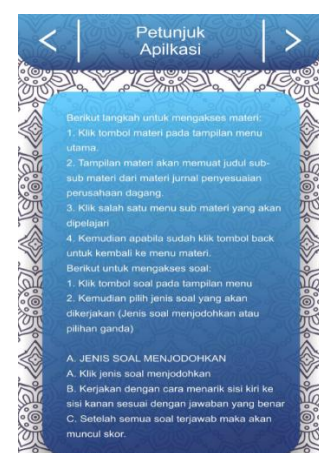 Petunjuk
Apilkasi
Berikut langkah untuk mengakses materi:
1. Klik tombol materi pada tampilan menu
utama.
2. Tampilan materi akan memuat judul sub-
sub materi dari materi jurnal penyesuaian
perusahaan dagang.
3. Klik salah satu menu sub materi yang akan
dipelajari
4. Kemudian apabila sudah klik tombol back
untuk kembali ke menu materi.
Berikut untuk mengakses soal:
1. Klik tombol soal pada tampilan menu
2. Kemudian pilih jenis soal yang akan
dikerjakan (Jenis soal menjodohkan atau
pilihan ganda)
A. JENIS SOAL MENJODOHKAN
A. Klik jenis soal menjodohkan
B. Kerjakan dengan cara menarik sisi kiri ke
sisi kanan sesuai dengan jawaban yang benar
C. Setelah semua soal terjawab maka akan
muncul skor.